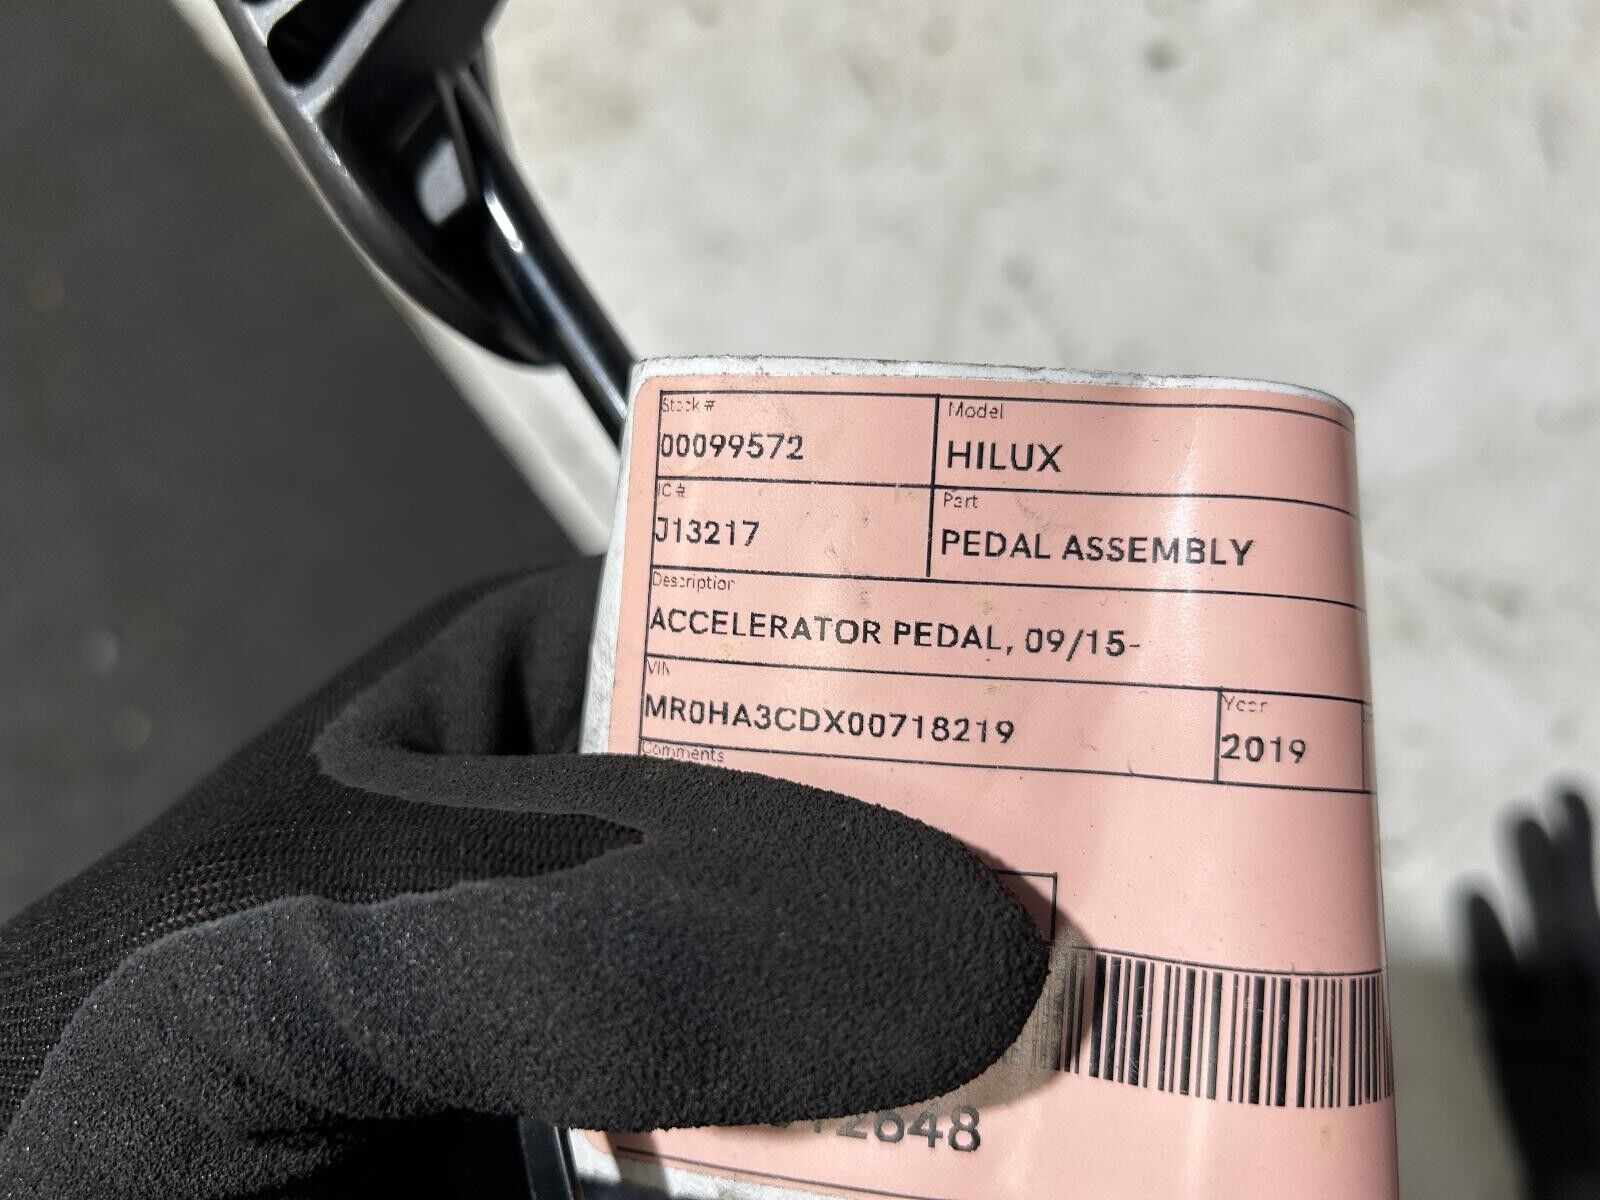 Stock #
Model
00099572
HILUX
IC #
Part
J13217
PEDAL ASSEMBLY
Description
ACCELERATOR PEDAL, 09/15-
VIN
Year
MR0HA3CDX00718219
2019
Comments